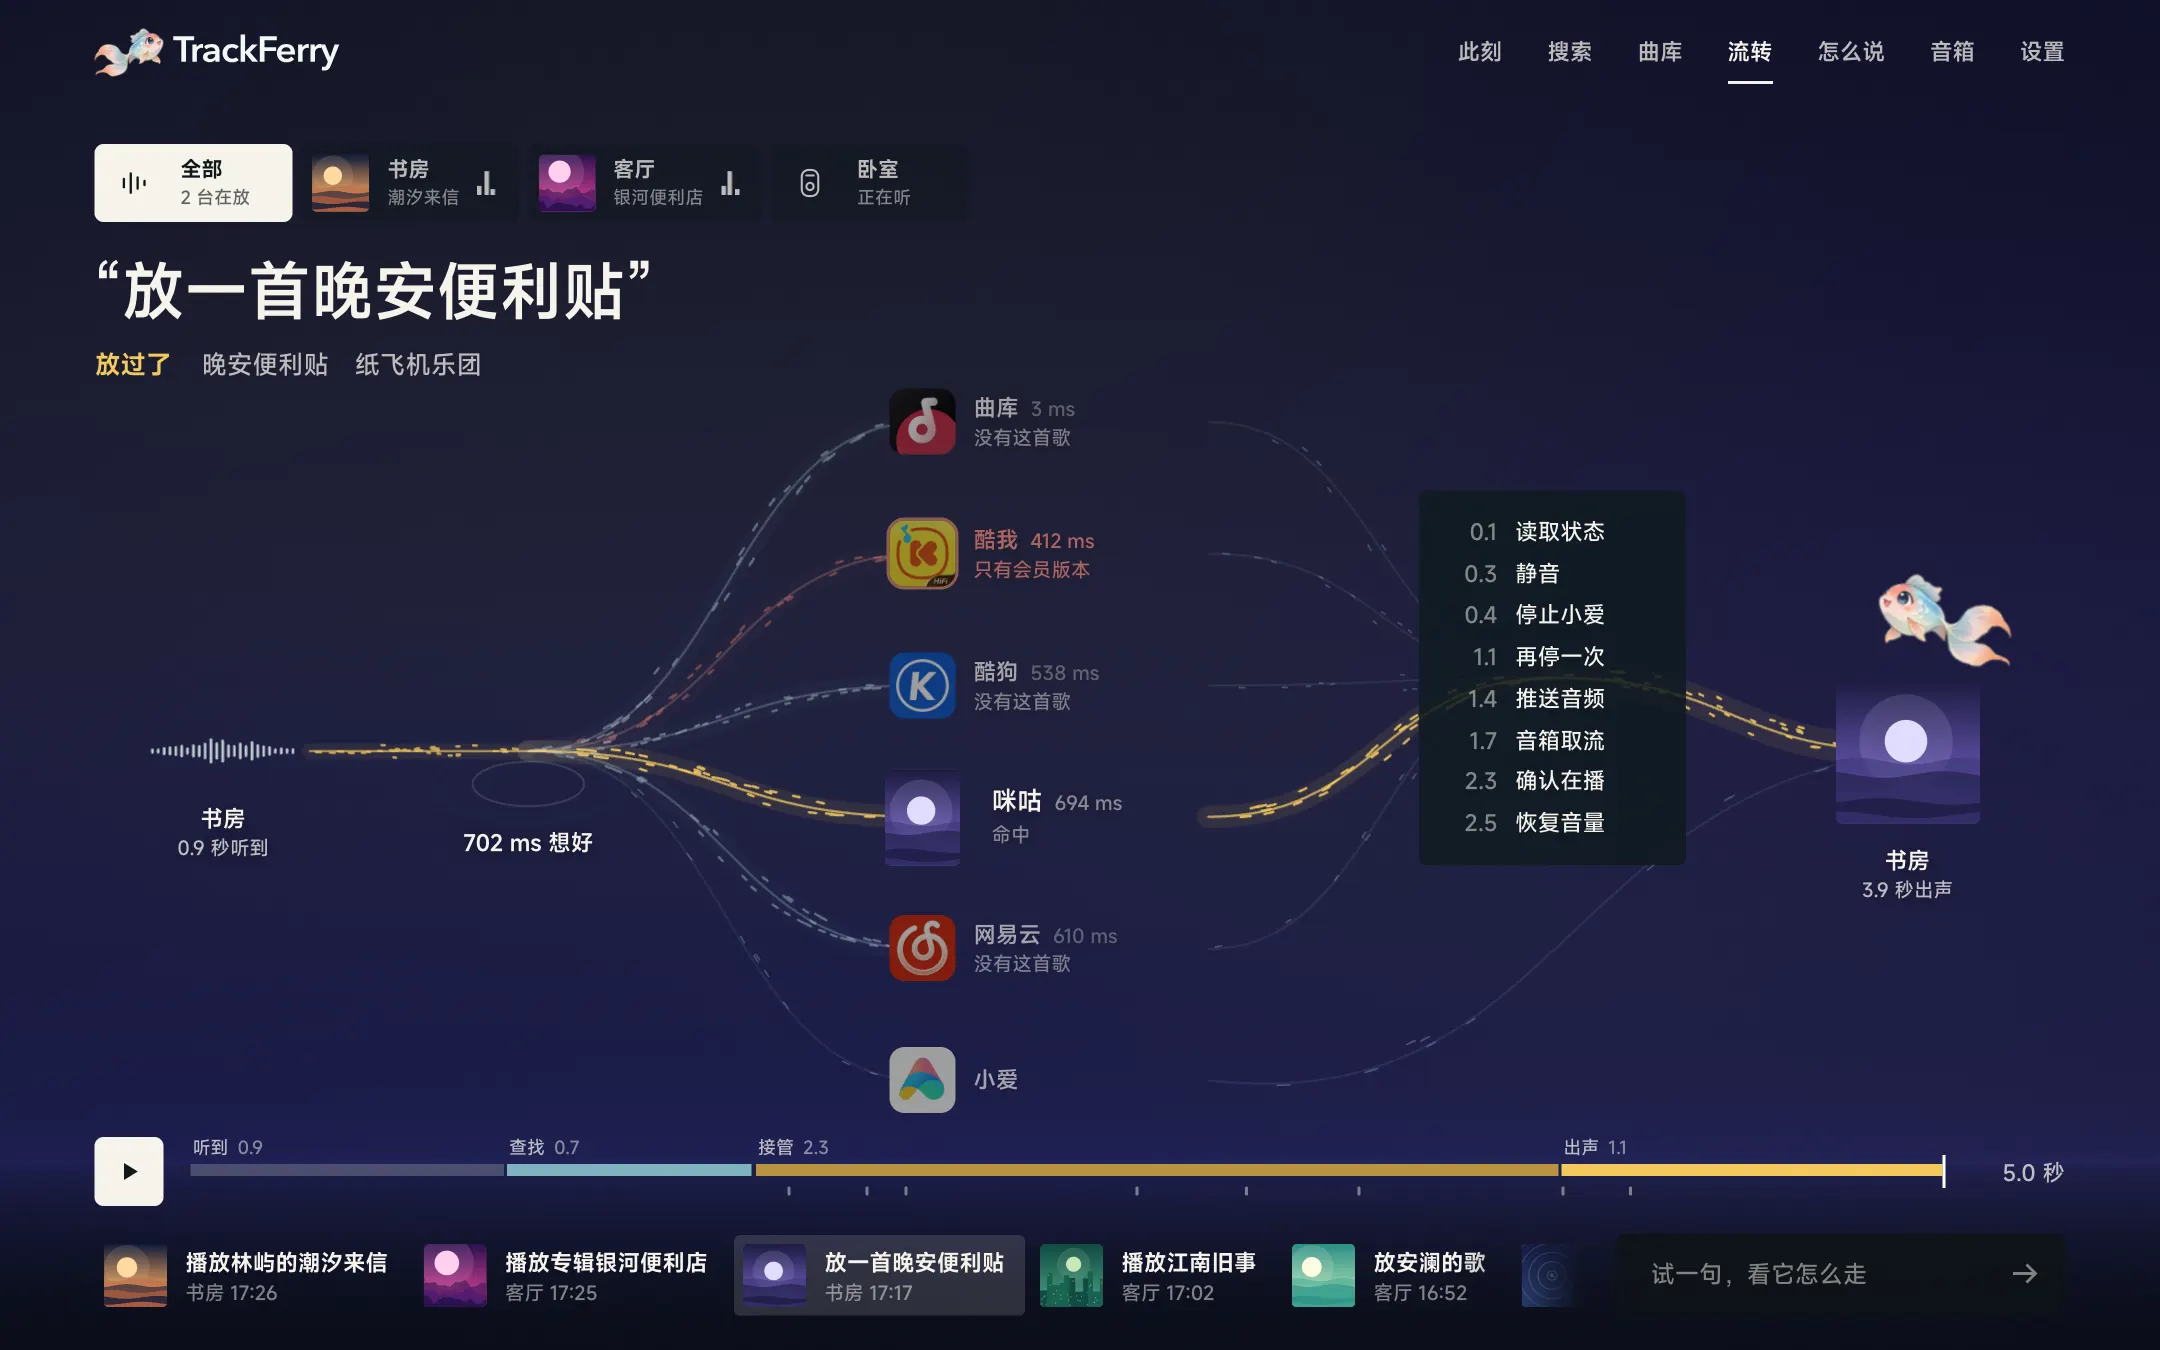 TrackFerry
此刻 搜索 曲库 流转 怎么说 音箱 设置
全部
2 台在放
书房
潮汐来信
客厅
银河便利店
卧室
正在听
“放一首晚安便利贴”
放过了 晚安便利贴 纸飞机乐团
曲库 3 ms
没有这首歌
酷我 412 ms
只有会员版本
HiFi
酷狗 538 ms
没有这首歌
咪咕 694 ms
命中
网易云 610 ms
没有这首歌
小爱
书房
0.9 秒听到
702 ms 想好
0.1 读取状态
0.3 静音
0.4 停止小爱
1.1 再停一次
1.4 推送音频
1.7 音箱取流
2.3 确认在播
2.5 恢复音量
书房
3.9 秒出声
听到 0.9 查找 0.7 接管 2.3 出声 1.1
5.0 秒
播放林屿的潮汐来信
书房 17:26
播放专辑银河便利店
客厅 17:25
放一首晚安便利贴
书房 17:17
播放江南旧事
客厅 17:02
放安澜的歌
客厅 16:52
试一句，看它怎么走